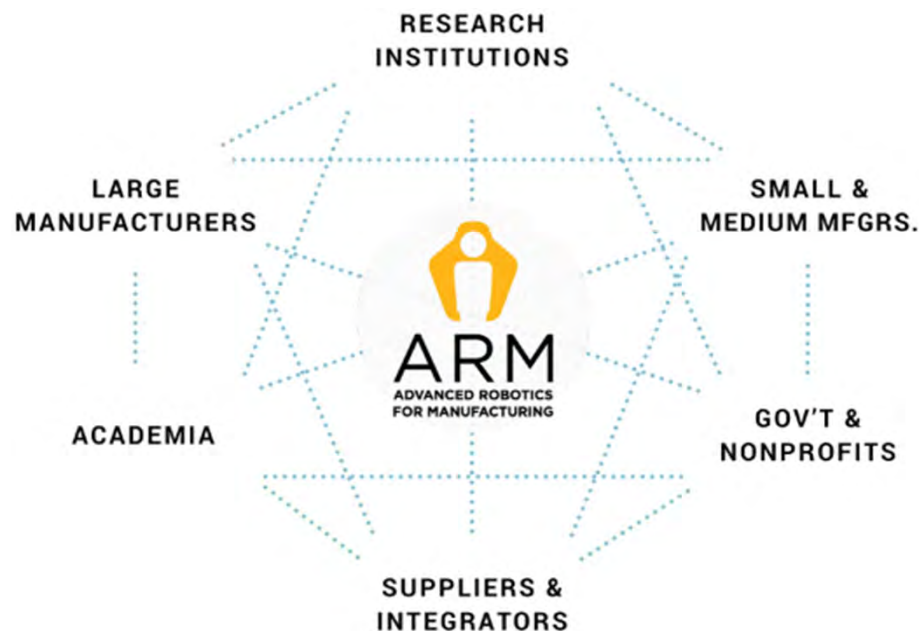 RESEARCH
INSTITUTIONS
LARGE
MANUFACTURERS
SMALL &
MEDIUM MFGRS.
ARM
ADVANCED ROBOTICS
FOR MANUFACTURING
ACADEMIA
GOV'T &
NONPROFITS
SUPPLIERS &
INTEGRATORS